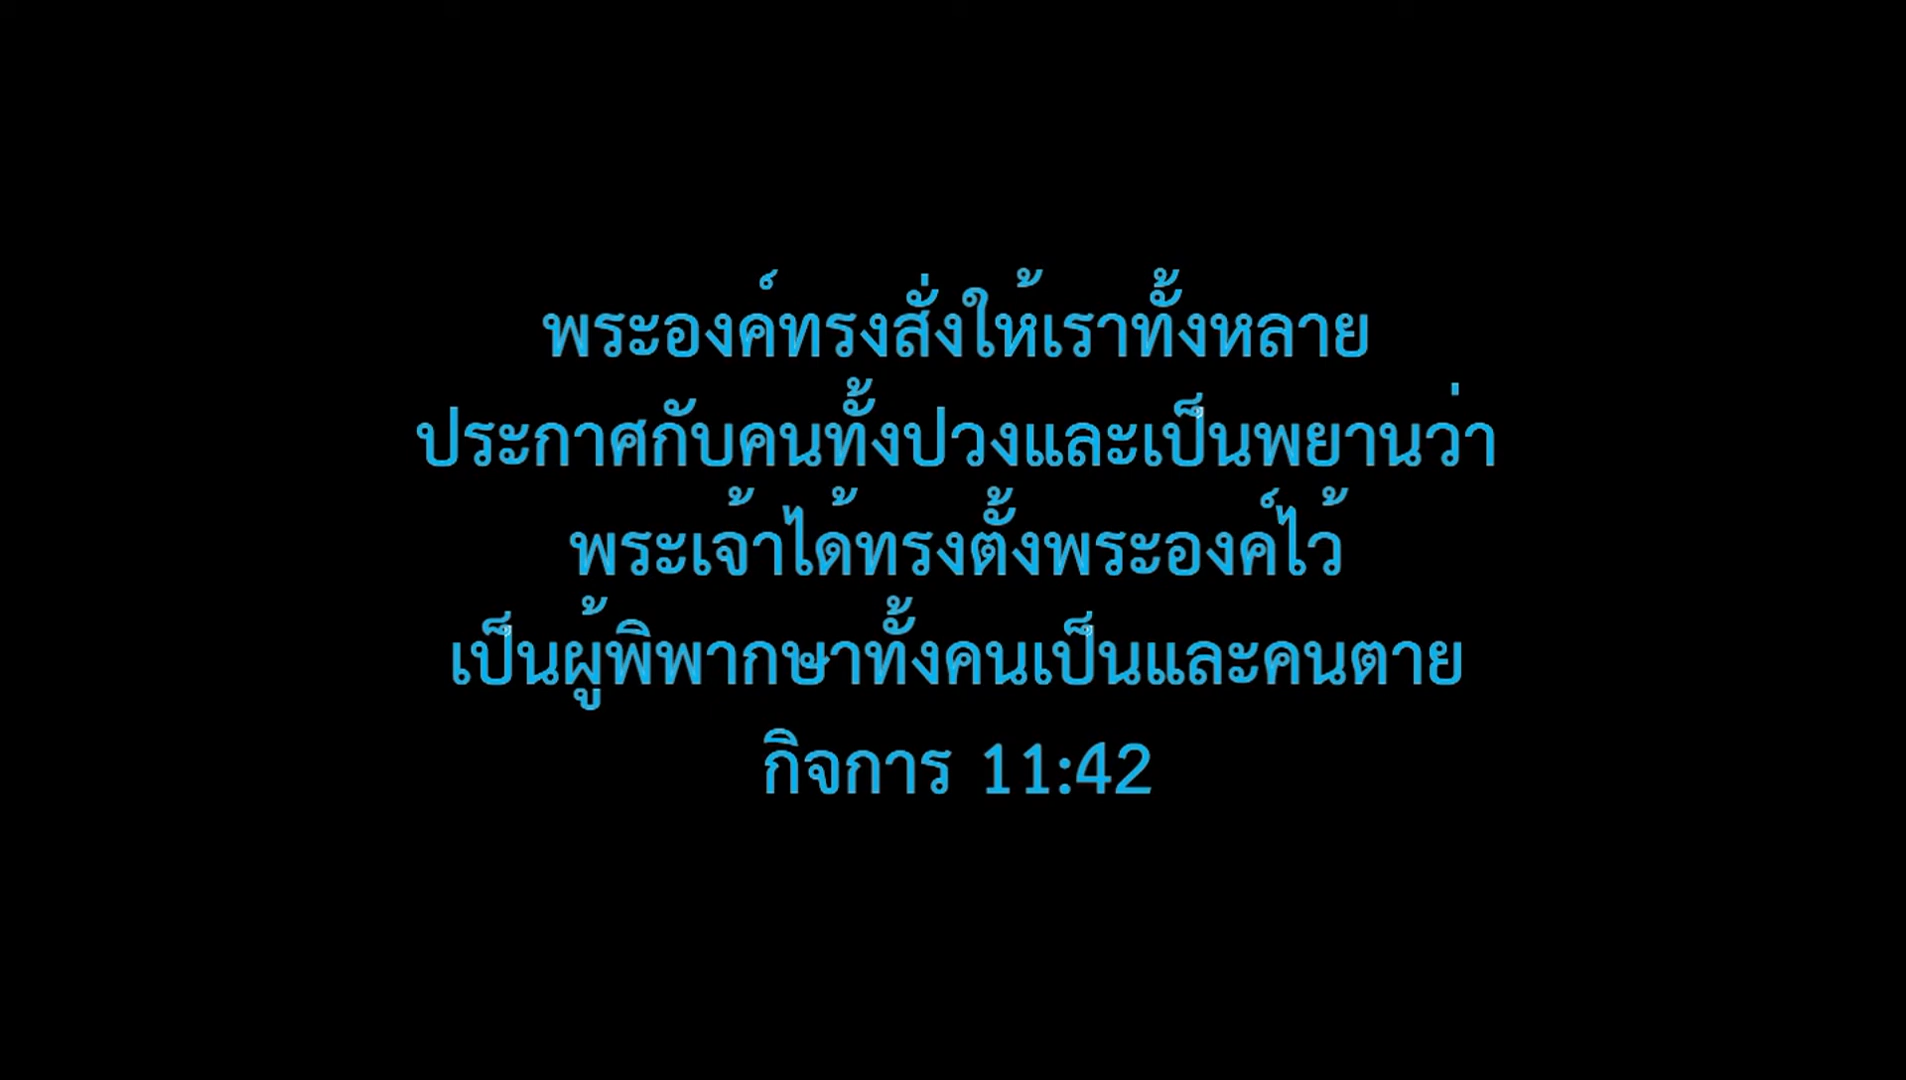 พระองค์ทรงสั่งให้เราทั้งหลาย
ประกาศกับคนทั้งปวงและเป็นพยานว่า
พระเจ้าได้ทรงตั้งพระองค์ไว้
เป็นผู้พิพากษาทั้งคนเป็นและคนตาย
กิจการ 11:42